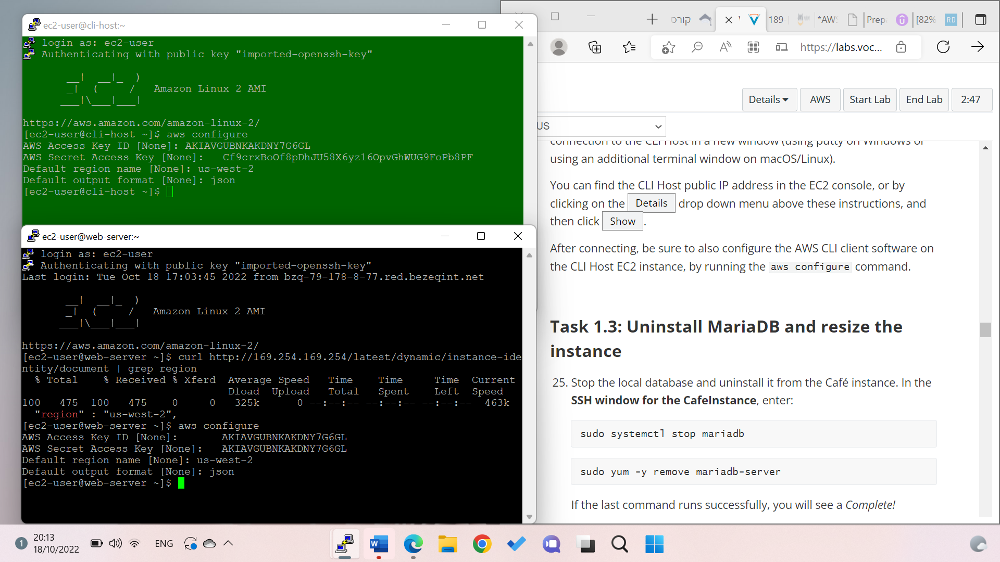 ec2-user@cli-host:~
login as: ec2-user
Authenticating with public key "imported-openssh-key"
__|  __|_  )
_|  (     /   Amazon Linux 2 AMI
___|\___|___|
https://aws.amazon.com/amazon-linux-2/
[ec2-user@cli-host ~]$ aws configure
AWS Access Key ID [None]: AKIAVGUBNKAKDNY7G6GL
AWS Secret Access Key [None]:   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
Default region name [None]: us-west-2
Default output format [None]: json
[ec2-user@cli-host ~]$
ec2-user@web-server:~
login as: ec2-user
Authenticating with public key "imported-openssh-key"
Last login: Tue Oct 18 17:03:45 2022 from bzq-79-178-8-77.red.bezeqint.net
__|  __|_  )
_|  (     /   Amazon Linux 2 AMI
___|\___|___|
https://aws.amazon.com/amazon-linux-2/
[ec2-user@web-server ~]$ curl http://169.254.169.254/latest/dynamic/instance-ide
ntity/document | grep region
% Total    % Received % Xferd  Average Speed   Time    Time     Time  Current
Dload  Upload   Total   Spent    Left  Speed
100   475  100   475    0     0   325k      0 --:--:-- --:--:-- --:--:--  463k
"region" : "us-west-2",
[ec2-user@web-server ~]$ aws configure
AWS Access Key ID [None]:       AKIAVGUBNKAKDNY7G6GL
AWS Secret Access Key [None]:   AKIAVGUBNKAKDNY7G6GL
Default region name [None]: us-west-2
Default output format [None]: json
[ec2-user@web-server ~]$
קורס
189-
*AWS
Prep
[82%
RD
https://labs.voc...
Details
AWS
Start Lab
End Lab
2:47
US
connection to the CLI Host in a new window (using putty on Windows or
using an additional terminal window on macOS/Linux).
You can find the CLI Host public IP address in the EC2 console, or by
clicking on the Details drop down menu above these instructions, and
then click Show.
After connecting, be sure to also configure the AWS CLI client software on
the CLI Host EC2 instance, by running the aws configure command.
Task 1.3: Uninstall MariaDB and resize the
instance
25. Stop the local database and uninstall it from the Café instance. In the
SSH window for the CafeInstance, enter:
sudo systemctl stop mariadb
sudo yum -y remove mariadb-server
If the last command runs successfully, you will see a Complete!
1
20:13
18/10/2022
ENG